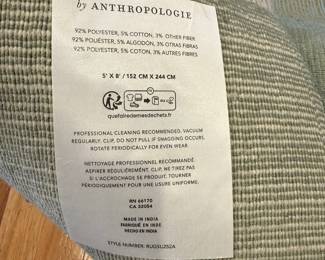 by ANTHROPOLOGIE
92% POLYESTER, 5% COTTON, 3% OTHER FIBER
92% POLIÉSTER, 5% ALGODÓN, 3% OTRAS FIBRAS
92% POLYESTER, 5% COTON, 3% AUTRES FIBRES
5' X 8' / 152 CM X 244 CM
quefairedemesdechets.fr
PROFESSIONAL CLEANING RECOMMENDED. VACUUM
REGULARLY. CLIP, DO NOT PULL IF SNAGGING OCCURS.
ROTATE PERIODICALLY FOR EVEN WEAR.
NETTOYAGE PROFESSIONNEL RECOMMANDÉ.
ASPIRER RÉGULIÈREMENT. CLIP, NE TIREZ PAS
SI L'ACCROCHAGE SE PRODUIT. TOURNER
PÉRIODIQUEMENT POUR UNE USURE UNIFORME.
RN 66170
CA 32054
MADE IN INDIA
FABRIQUÉ EN INDE
HECHO EN INDIA
STYLE NUMBER: RUGSUZ52A